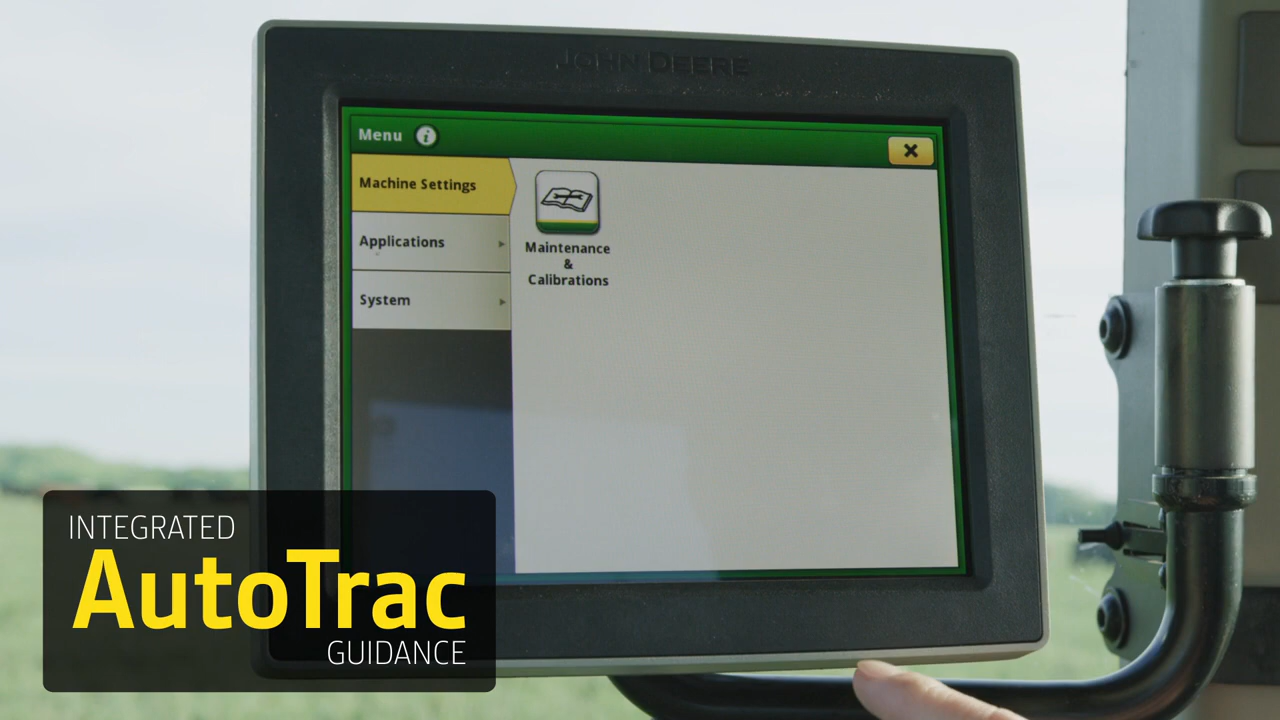 JOHN DEERE
Menu i
Machine Settings
Applications
System
Maintenance
&
Calibrations
INTEGRATED
AutoTrac
GUIDANCE